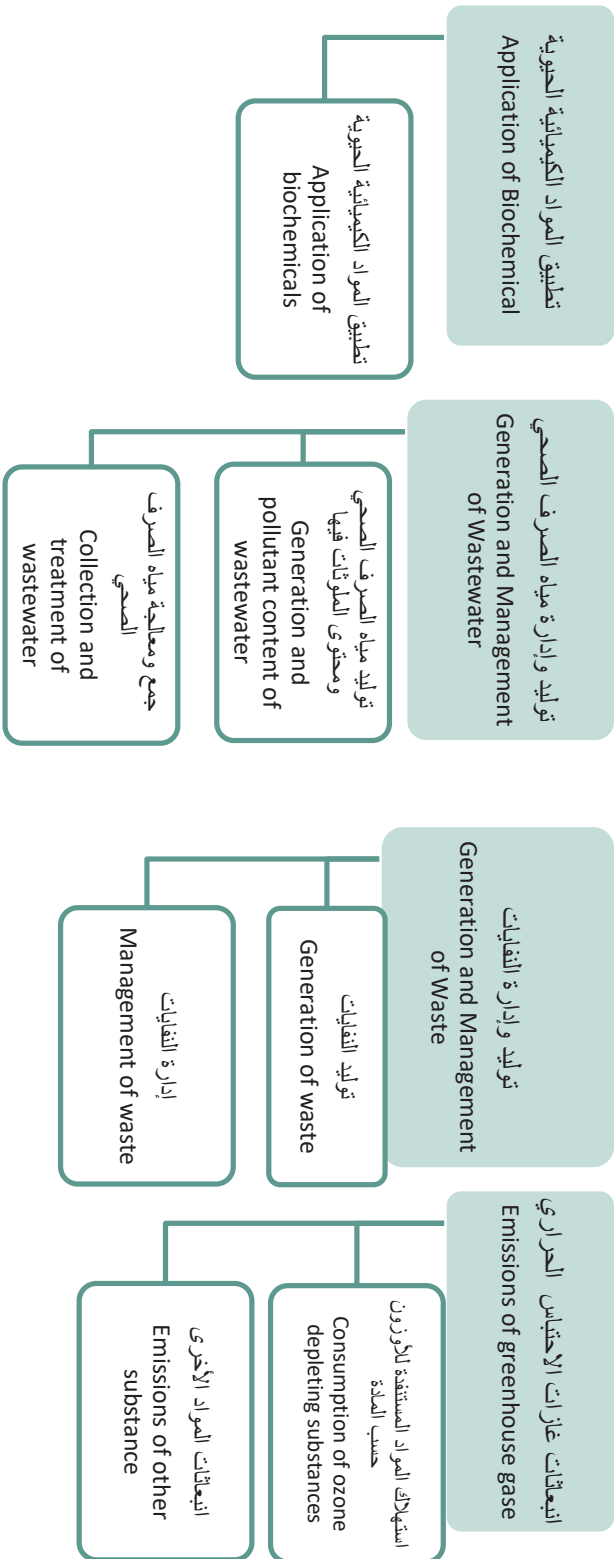 تطبيق المواد الكيميائية الحيوية
Application of Biochemical
تطبيق المواد الكيميائية الحيوية
Application of
biochemicals
توليد وإدارة مياه الصرف الصحي
Generation and Management
of Wastewater
توليد مياه الصرف الصحي
ومحتوى الملوثات فيها
Generation and
pollutant content of
wastewater
جمع ومعالجة مياه الصرف
الصحي
Collection and
treatment of
wastewater
توليد وإدارة النفايات
Generation and Management
of Waste
توليد النفايات
Generation of waste
إدارة النفايات
Management of waste
انبعاثات غازات الاحتباس الحراري
Emissions of greenhouse gase
استهلاك المواد المستنفدة للأوزون
حسب المادة
Consumption of ozone
depleting substances
انبعاثات المواد الأخرى
Emissions of other
substance